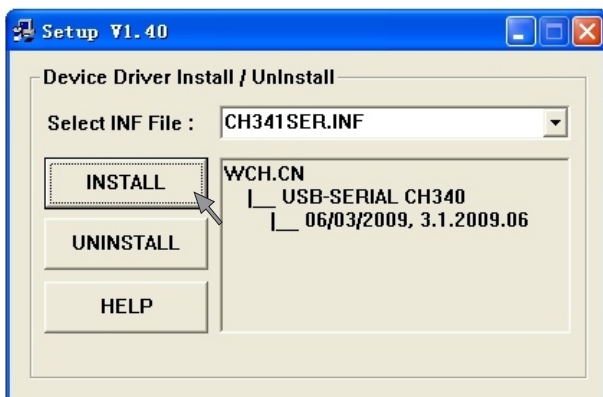 Setup V1.40
Device Driver Install / UnInstall
Select INF File :
CH341SER.INF
INSTALL
WCH.CN
|__ USB-SERIAL CH340
|__ 06/03/2009, 3.1.2009.06
UNINSTALL
HELP